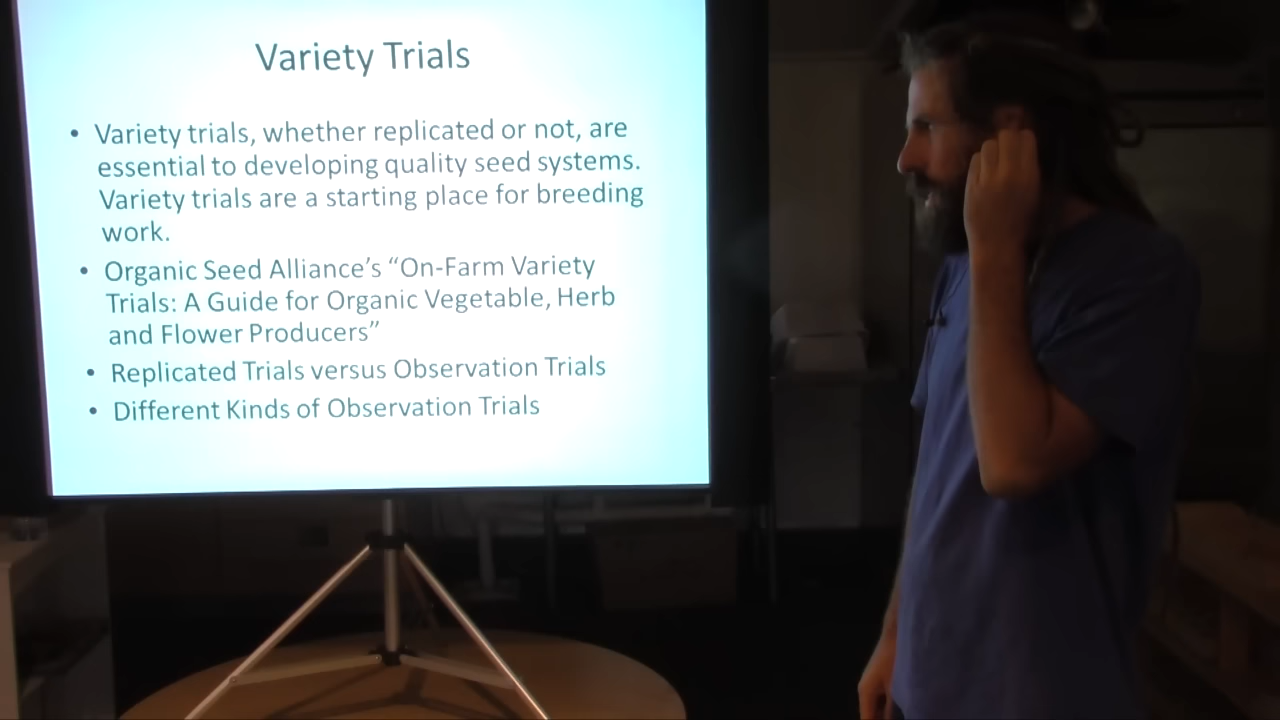 Variety Trials
• Variety trials, whether replicated or not, are
essential to developing quality seed systems.
Variety trials are a starting place for breeding
work.
• Organic Seed Alliance’s “On-Farm Variety
Trials: A Guide for Organic Vegetable, Herb
and Flower Producers”
• Replicated Trials versus Observation Trials
• Different Kinds of Observation Trials